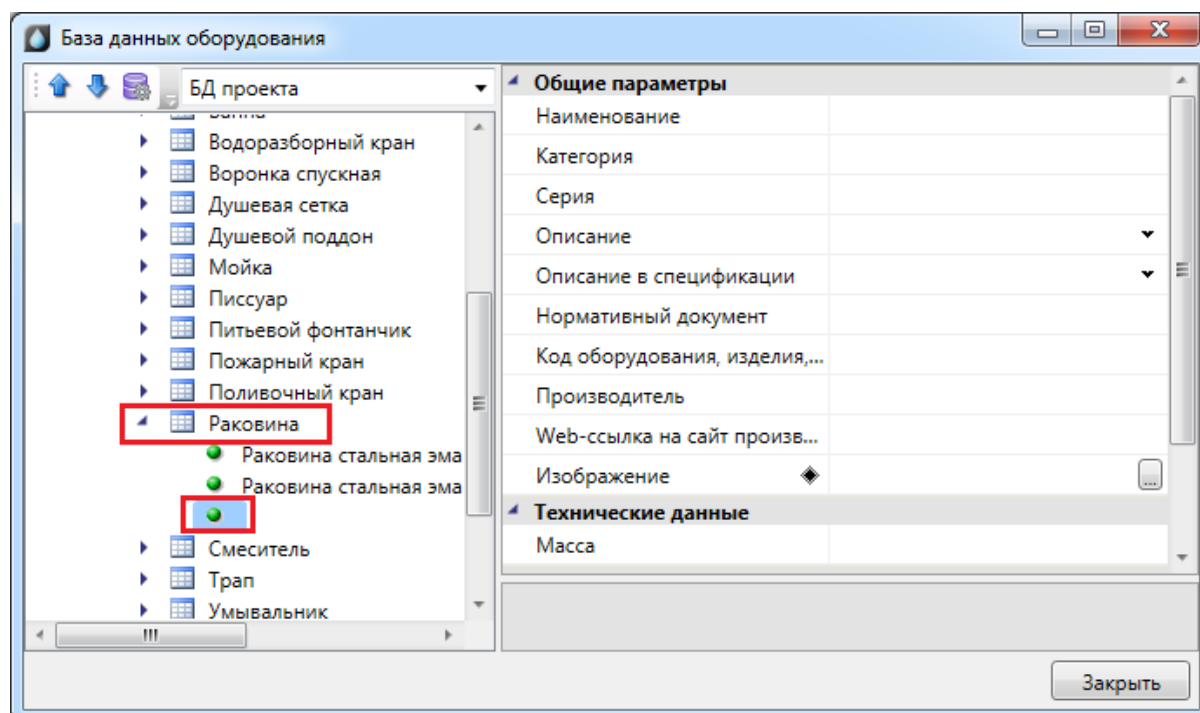 База данных оборудования
БД проекта
Ванна
Водоразборный кран
Воронка спускная
Душевая сетка
Душевой поддон
Мойка
Писсуар
Питьевой фонтанчик
Пожарный кран
Поливочный кран
Раковина
Раковина стальная эма
Раковина стальная эма
Смеситель
Трап
Умывальник
Общие параметры
Наименование
Категория
Серия
Описание
Описание в спецификации
Нормативный документ
Код оборудования, изделия,...
Производитель
Web-ссылка на сайт произв...
Изображение
...
Технические данные
Масса
Закрыть